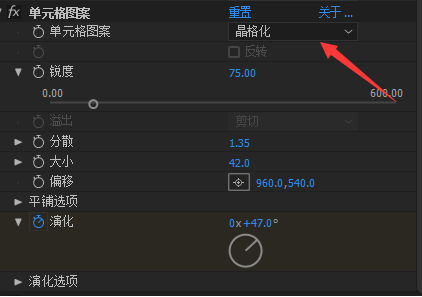 fx 单元格图案 重置 关于 ...
单元格图案 晶格化
反转
锐度 75.00
0.00 600.00
溢出 剪切
分散 1.35
大小 42.0
偏移 960.0,540.0
平铺选项
演化 0x+47.0°
演化选项